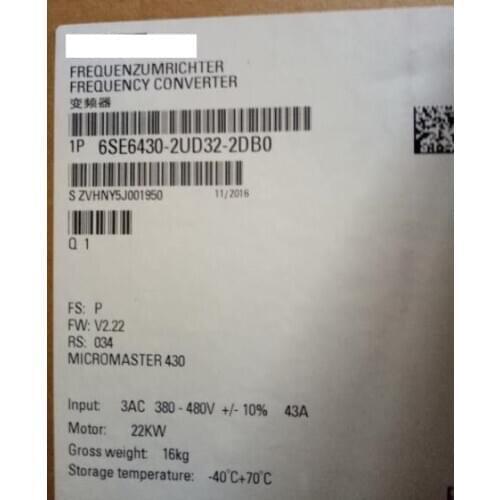 FREQUENZUMRICHTER
FREQUENCY CONVERTER
变频器
1P 6SE6430-2UD32-2DB0
S ZVHNY5J001950 11/2016
Q 1
FS: P
FW: V2.22
RS: 034
MICROMASTER 430
Input: 3AC 380 - 480V +/- 10% 43A
Motor: 22KW
Gross weight: 16kg
Storage temperature: -40°C+70°C